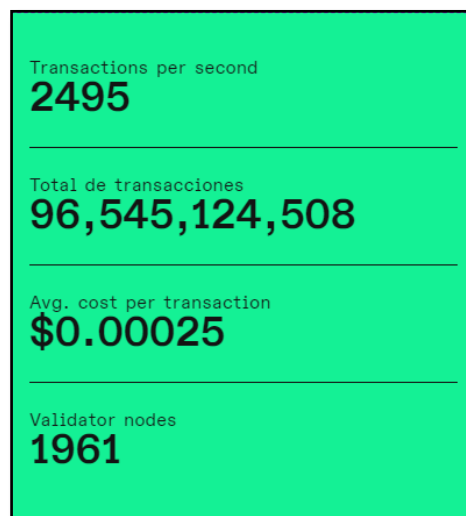 Transactions per second
2495
Total de transacciones
96,545,124,508
Avg. cost per transaction
$0.00025
Validator nodes
1961